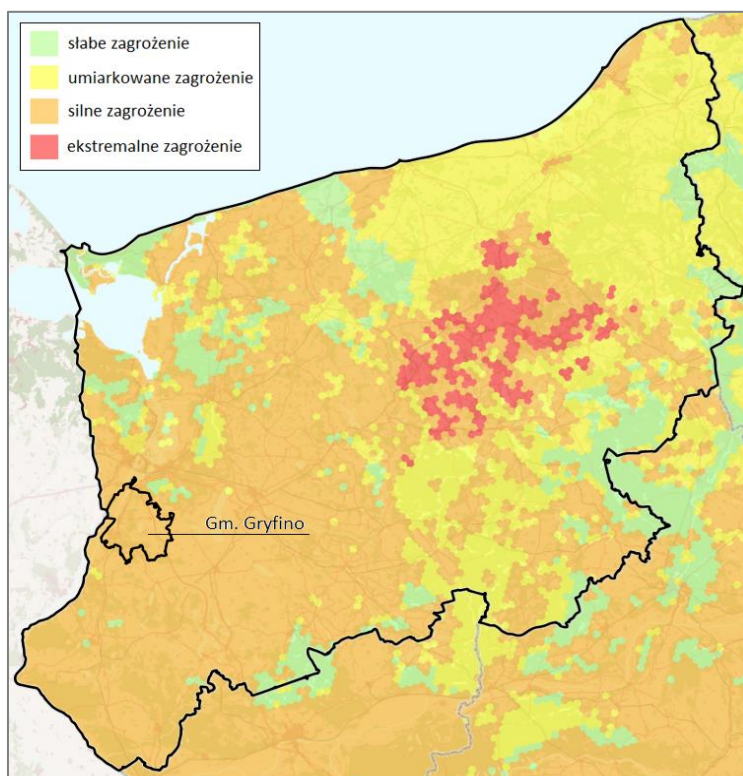 słabe zagrożenie
umiarkowane zagrożenie
silne zagrożenie
ekstremalne zagrożenie
Gm. Gryfino